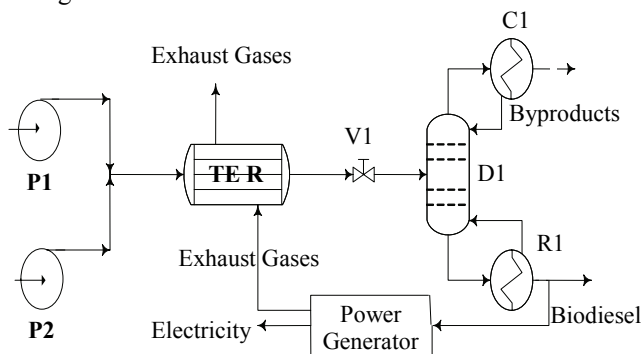 C1
Exhaust Gases
V1
Byproducts
P1
TE R
D1
R1
Exhaust Gases
P2
Electricity
Power
Generator
Biodiesel